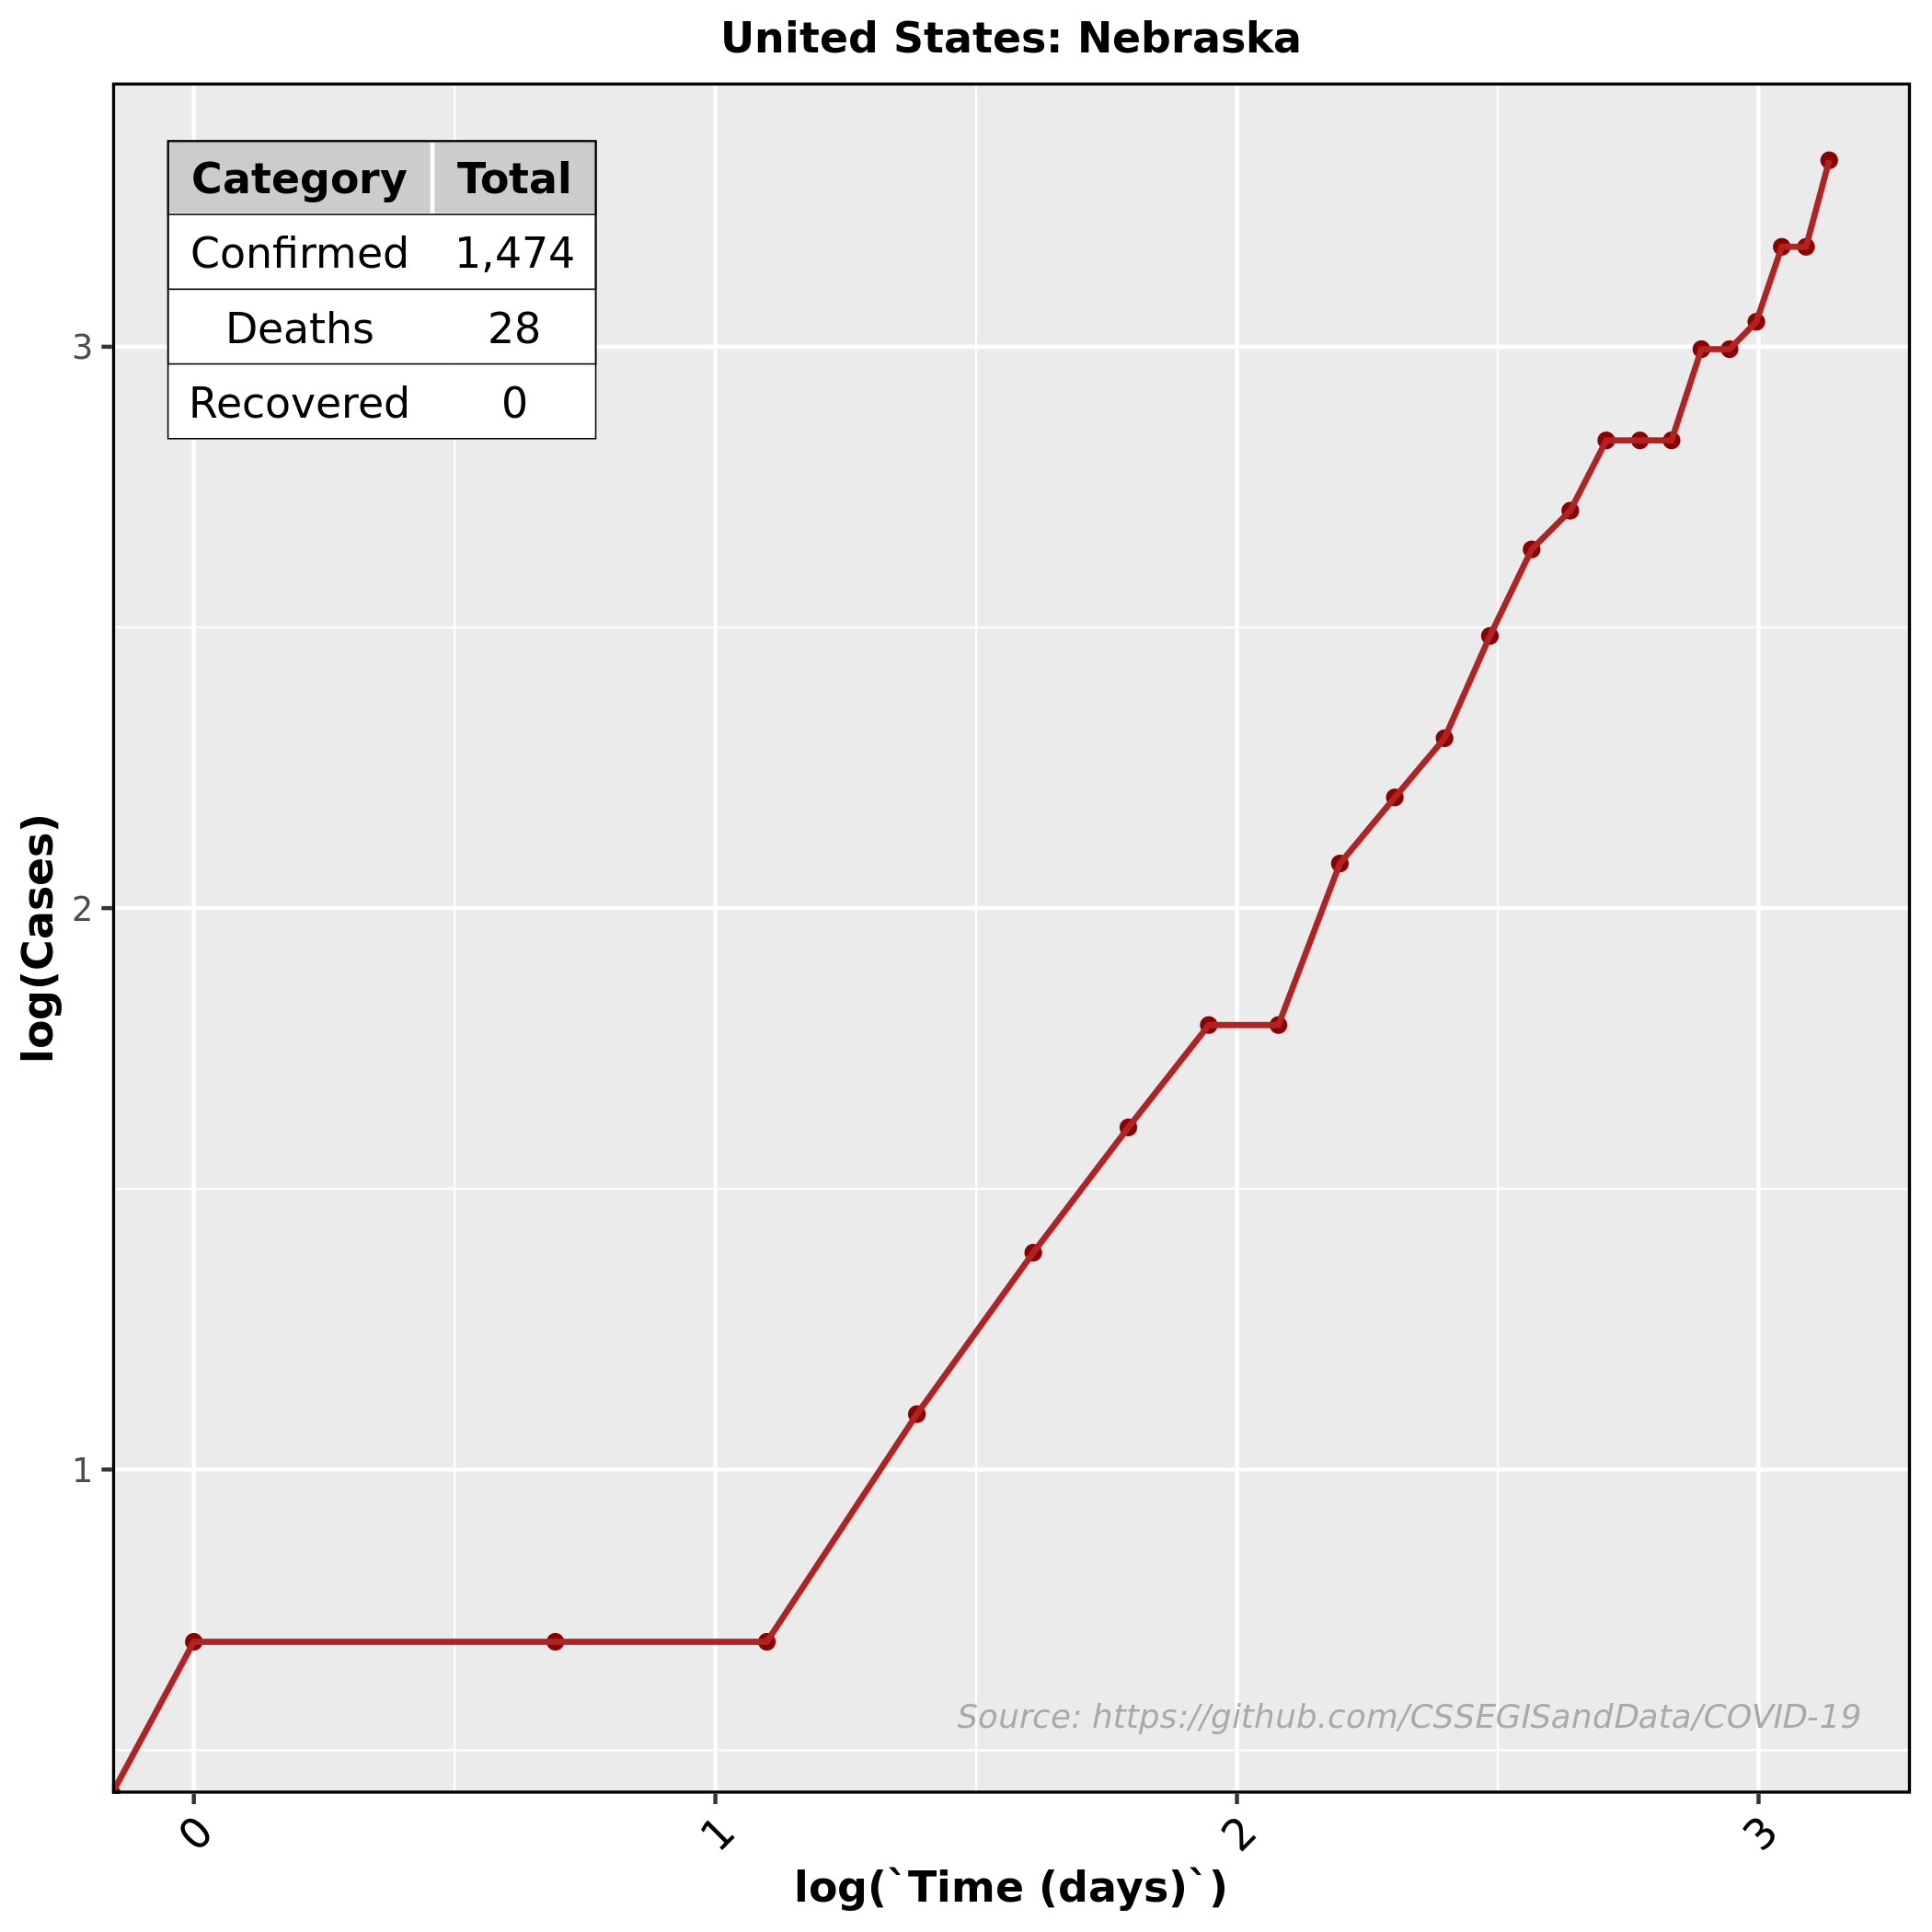 United States: Nebraska
Category Total
Confirmed 1,474
Deaths 28
Recovered 0
3
2
1
log(Cases)
Source: https://github.com/CSSEGISandData/COVID-19
0 1 2 3
log(`Time (days)`)